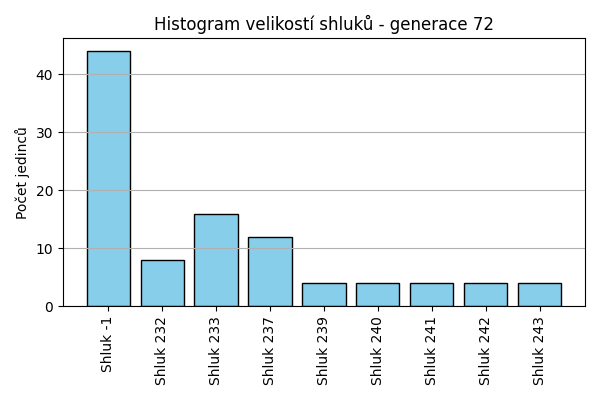 Histogram velikostí shluků - generace 72
Počet jedinců
40
30
20
10
0
Shluk -1
Shluk 232
Shluk 233
Shluk 237
Shluk 239
Shluk 240
Shluk 241
Shluk 242
Shluk 243